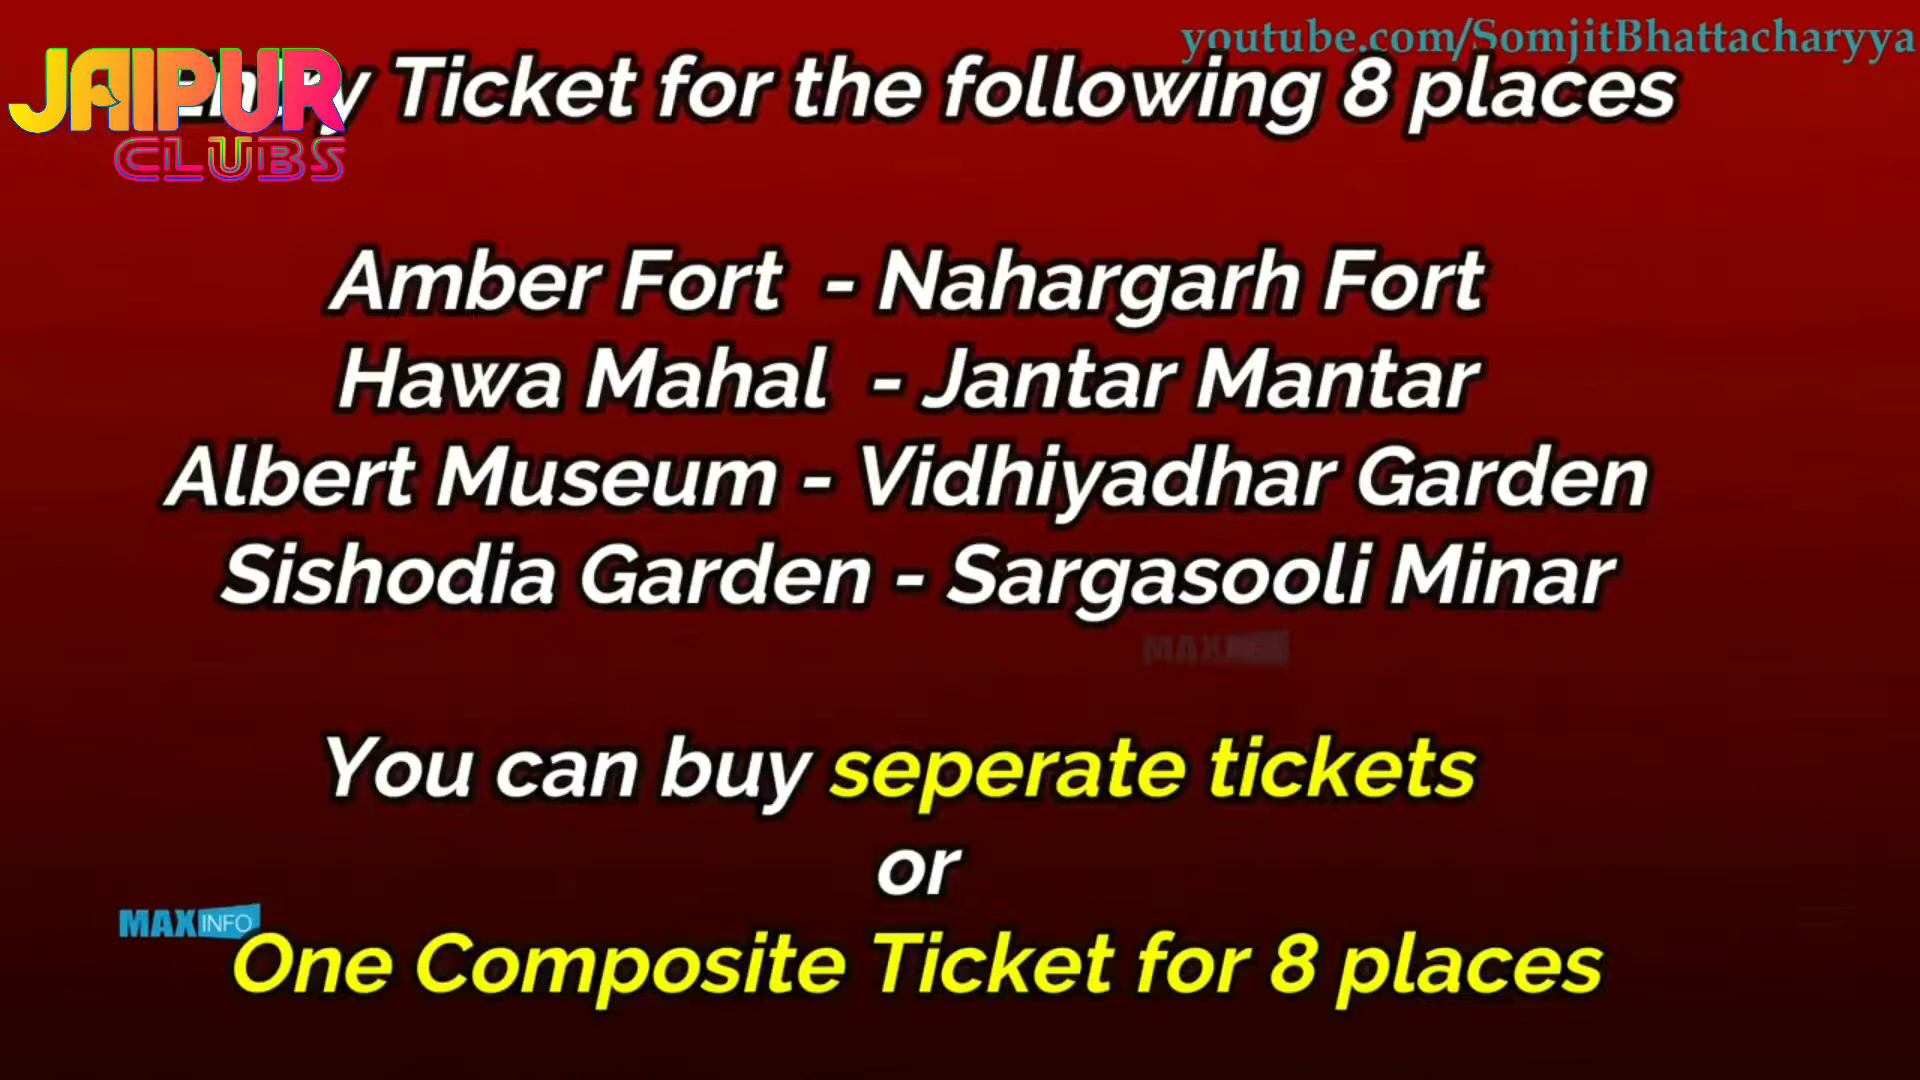 youtube.com/SomjitBhattacharyya
JAIPUR
CLUBS
Ticket for the following 8 places
Amber Fort - Nahargarh Fort
Hawa Mahal - Jantar Mantar
Albert Museum - Vidhiyadhar Garden
Sishodia Garden - Sargasooli Minar
MAX
You can buy seperate tickets
or
MAXINFO
One Composite Ticket for 8 places